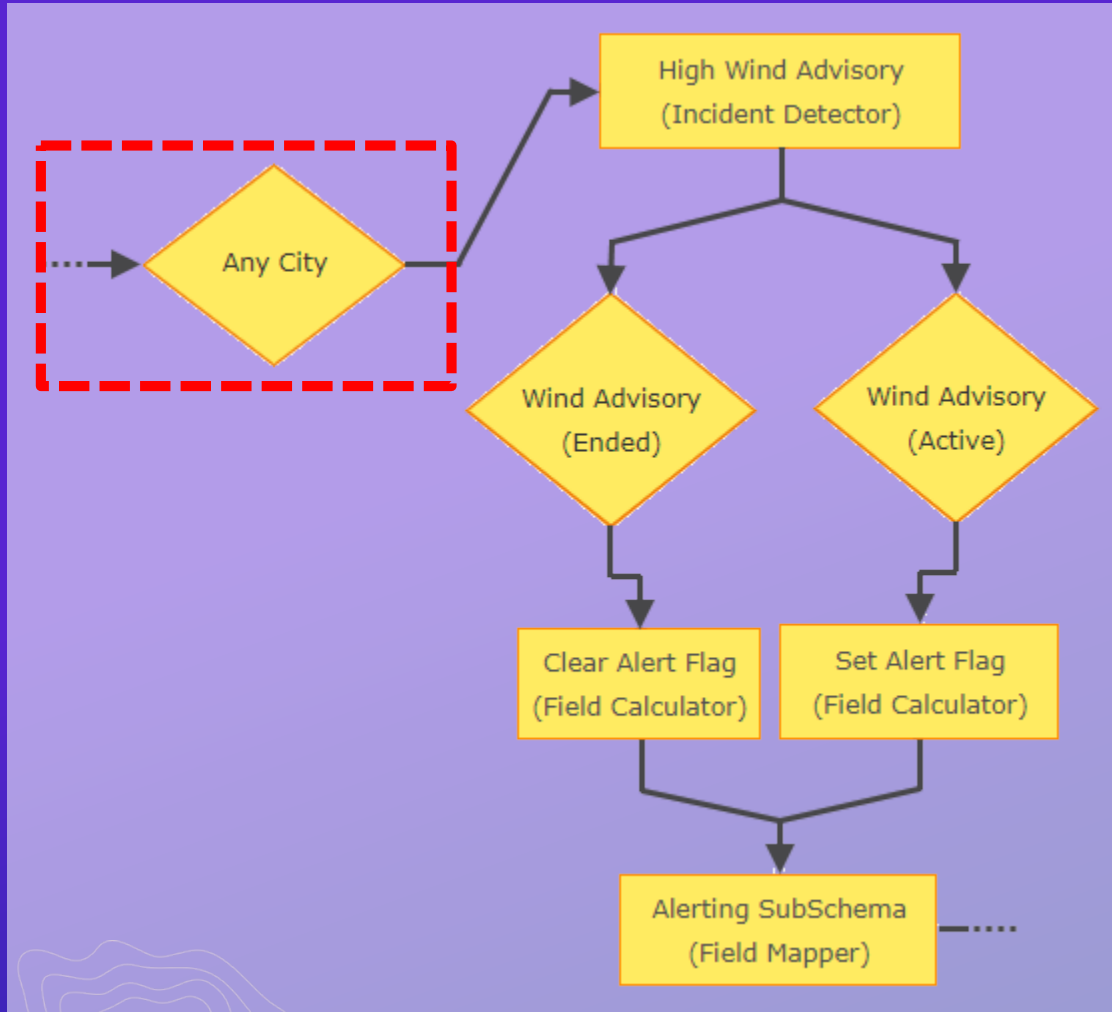 High Wind Advisory
(Incident Detector)
Any City
Wind Advisory
(Ended)
Wind Advisory
(Active)
Clear Alert Flag
(Field Calculator)
Set Alert Flag
(Field Calculator)
Alerting SubSchema
(Field Mapper)